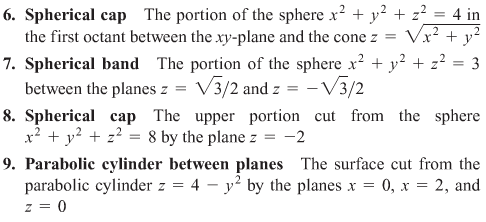 6. Spherical cap The portion of the sphere x² + y² + z² = 4 in
the first octant between the xy-plane and the cone z = √(x² + y²)
7. Spherical band The portion of the sphere x² + y² + z² = 3
between the planes z = √3/2 and z = −√3/2
8. Spherical cap The upper portion cut from the sphere
x² + y² + z² = 8 by the plane z = −2
9. Parabolic cylinder between planes The surface cut from the
parabolic cylinder z = 4 − y² by the planes x = 0, x = 2, and
z = 0